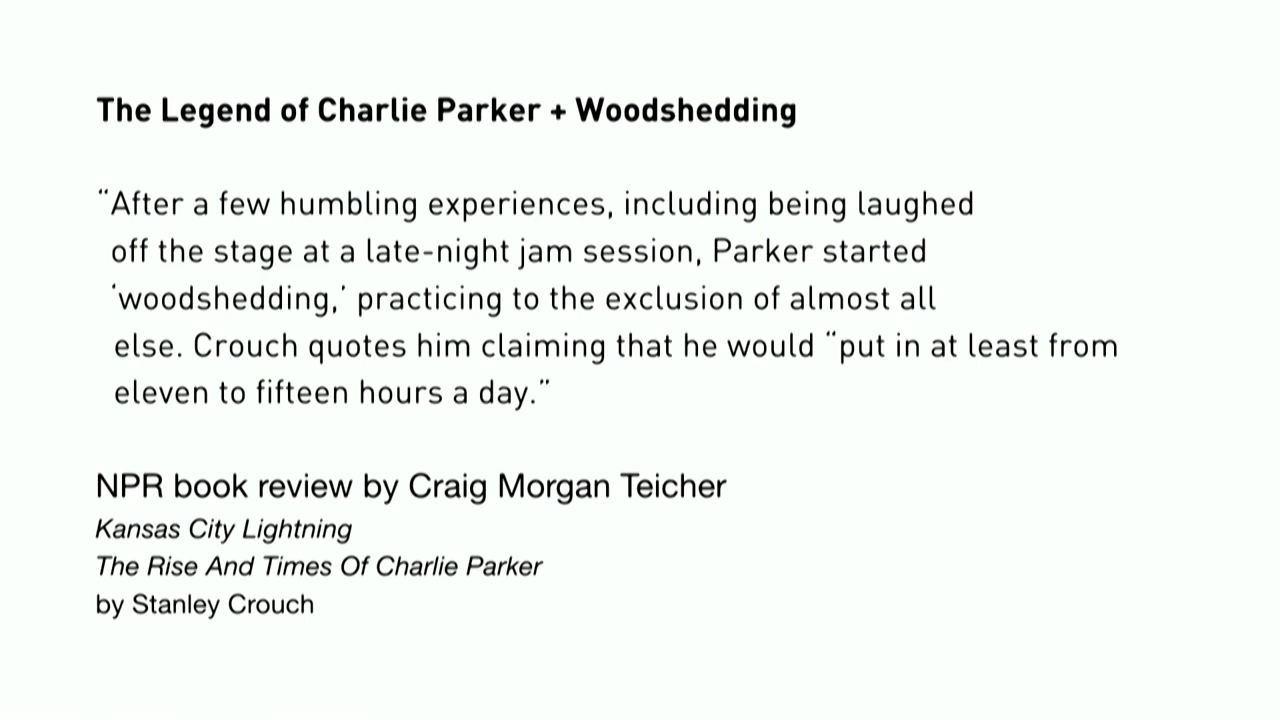 The Legend of Charlie Parker + Woodshedding
“After a few humbling experiences, including being laughed
off the stage at a late-night jam session, Parker started
‘woodshedding,’ practicing to the exclusion of almost all
else. Crouch quotes him claiming that he would “put in at least from
eleven to fifteen hours a day.”
NPR book review by Craig Morgan Teicher
Kansas City Lightning
The Rise And Times Of Charlie Parker
by Stanley Crouch